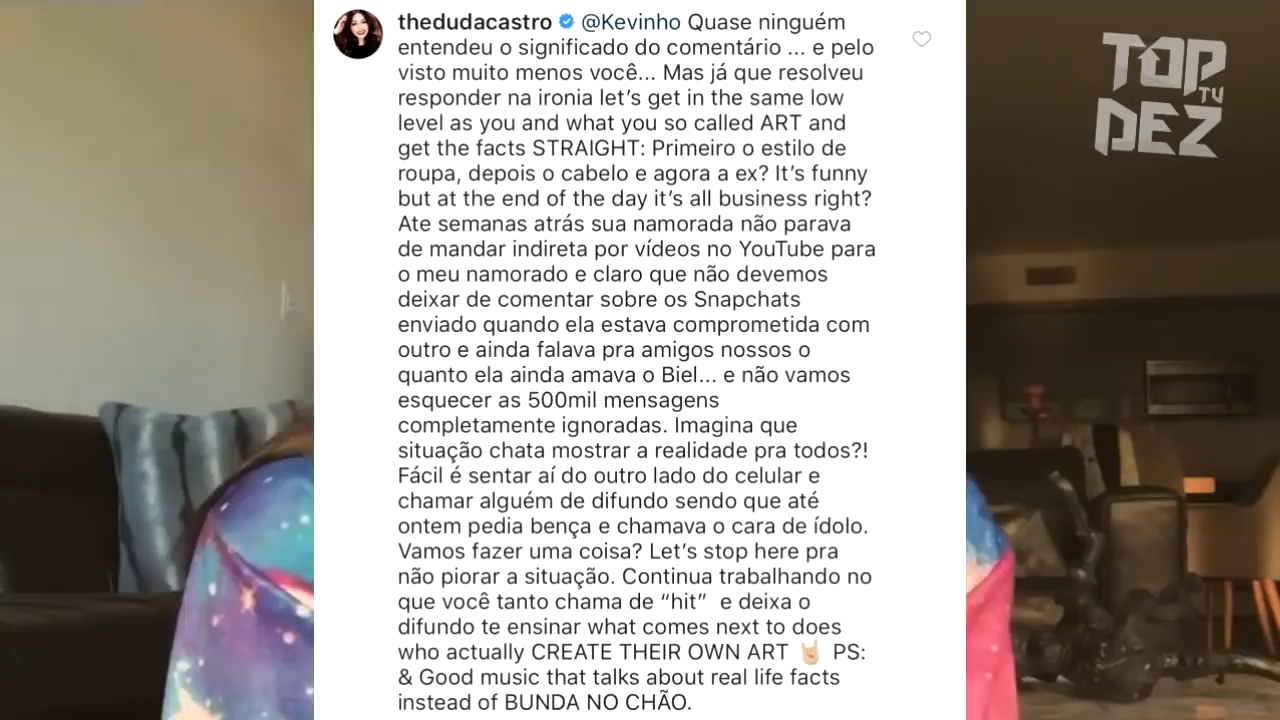 thedudacastro @Kevinho Quase ninguém
entendeu o significado do comentário ... e pelo
visto muito menos você... Mas já que resolveu
responder na ironia let's get in the same low
level as you and what you so called ART and
get the facts STRAIGHT: Primeiro o estilo de
roupa, depois o cabelo e agora a ex? It's funny
but at the end of the day it's all business right?
Ate semanas atrás sua namorada não parava
de mandar indireta por vídeos no YouTube para
o meu namorado e claro que não devemos
deixar de comentar sobre os Snapchats
enviado quando ela estava comprometida com
outro e ainda falava pra amigos nossos o
quanto ela ainda amava o Biel... e não vamos
esquecer as 500mil mensagens
completamente ignoradas. Imagina que
situação chata mostrar a realidade pra todos?!
Fácil é sentar aí do outro lado do celular e
chamar alguém de difundo sendo que até
ontem pedia bença e chamava o cara de ídolo.
Vamos fazer uma coisa? Let's stop here pra
não piorar a situação. Continua trabalhando no
que você tanto chama de “hit” e deixa o
difundo te ensinar what comes next to does
who actually CREATE THEIR OWN ART 🤘🏼 PS:
& Good music that talks about real life facts
instead of BUNDA NO CHÃO.
TOP
TV
DEZ